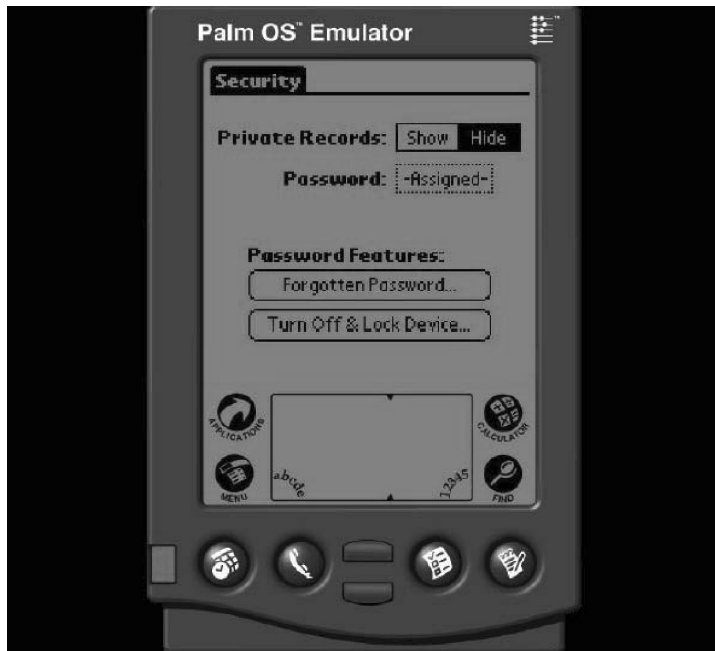 Palm OS™ Emulator
Security
Private Records: Show Hide
Password: -Assigned-
Password Features:
Forgotten Password...
Turn Off & Lock Device...
APPLICATIONS
CALCULATOR
MENU
abcde
12345
FIND